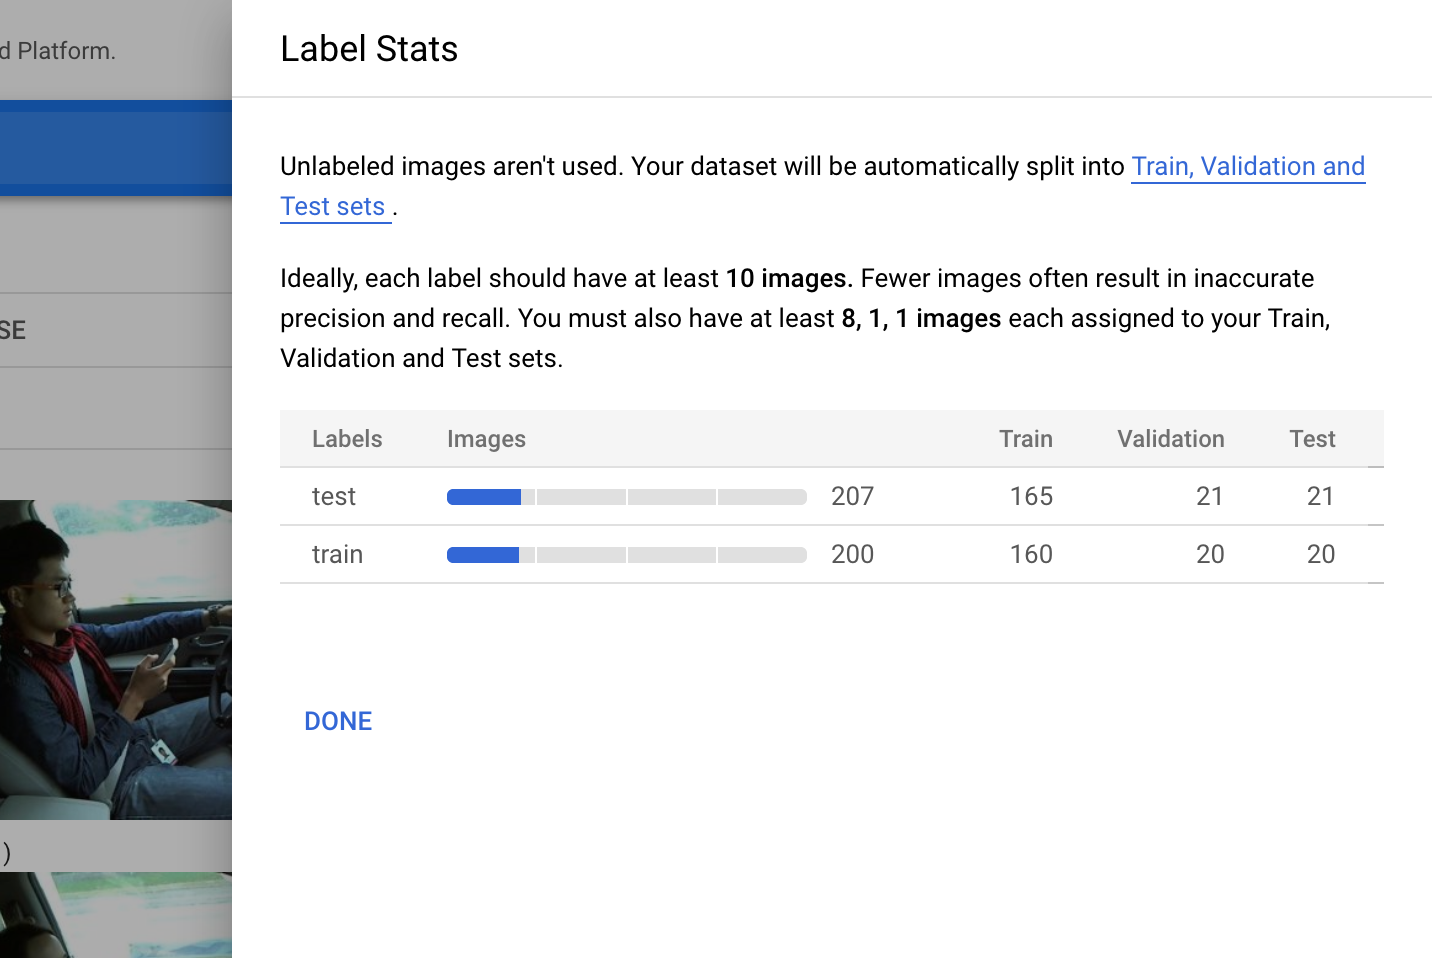 d Platform.
SE
)
Label Stats
Unlabeled images aren't used. Your dataset will be automatically split into Train, Validation and
Test sets .
Ideally, each label should have at least 10 images. Fewer images often result in inaccurate
precision and recall. You must also have at least 8, 1, 1 images each assigned to your Train,
Validation and Test sets.
Labels Images Train Validation Test
test 207 165 21 21
train 200 160 20 20
DONE